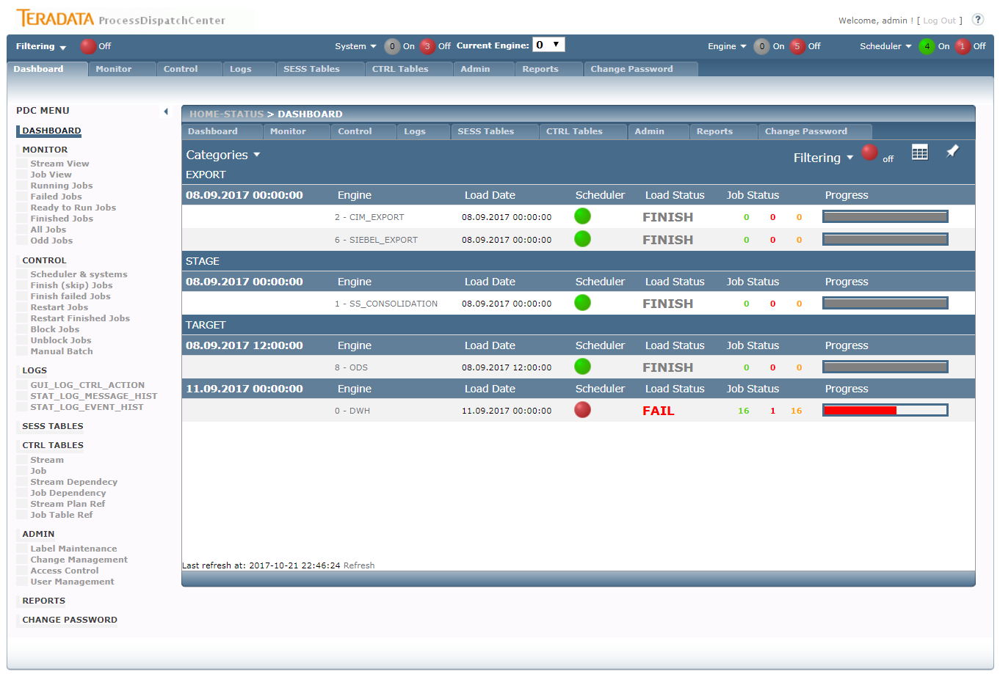 TERADATA ProcessDispatchCenter
Welcome, admin ! [ Log Out ] ?
Filtering Off System 0 On 3 Off Current Engine: 0 Engine 0 On 5 Off Scheduler 4 On 1 Off
Dashboard Monitor Control Logs SESS Tables CTRL Tables Admin Reports Change Password
PDC MENU
DASHBOARD
MONITOR
Stream View
Job View
Running Jobs
Failed Jobs
Ready to Run Jobs
Finished Jobs
All Jobs
Odd Jobs
CONTROL
Scheduler & systems
Finish (skip) Jobs
Finish failed Jobs
Restart Jobs
Restart Finished Jobs
Block Jobs
Unblock Jobs
Manual Batch
LOGS
GUI_LOG_CTRL_ACTION
STAT_LOG_MESSAGE_HIST
STAT_LOG_EVENT_HIST
SESS TABLES
CTRL TABLES
Stream
Job
Stream Dependecy
Job Dependency
Stream Plan Ref
Job Table Ref
ADMIN
Label Maintenance
Change Management
Access Control
User Management
REPORTS
CHANGE PASSWORD
HOME-STATUS > DASHBOARD
Dashboard Monitor Control Logs SESS Tables CTRL Tables Admin Reports Change Password
Categories Filtering off
EXPORT
08.09.2017 00:00:00 Engine Load Date Scheduler Load Status Job Status Progress
2 - CIM_EXPORT 08.09.2017 00:00:00 FINISH 0 0 0
6 - SIEBEL_EXPORT 08.09.2017 00:00:00 FINISH 0 0 0
STAGE
08.09.2017 00:00:00 Engine Load Date Scheduler Load Status Job Status Progress
1 - SS_CONSOLIDATION 08.09.2017 00:00:00 FINISH 0 0 0
TARGET
08.09.2017 12:00:00 Engine Load Date Scheduler Load Status Job Status Progress
8 - ODS 08.09.2017 12:00:00 FINISH 0 0 0
11.09.2017 00:00:00 Engine Load Date Scheduler Load Status Job Status Progress
0 - DWH 11.09.2017 00:00:00 FAIL 16 1 16
Last refresh at: 2017-10-21 22:46:24 Refresh